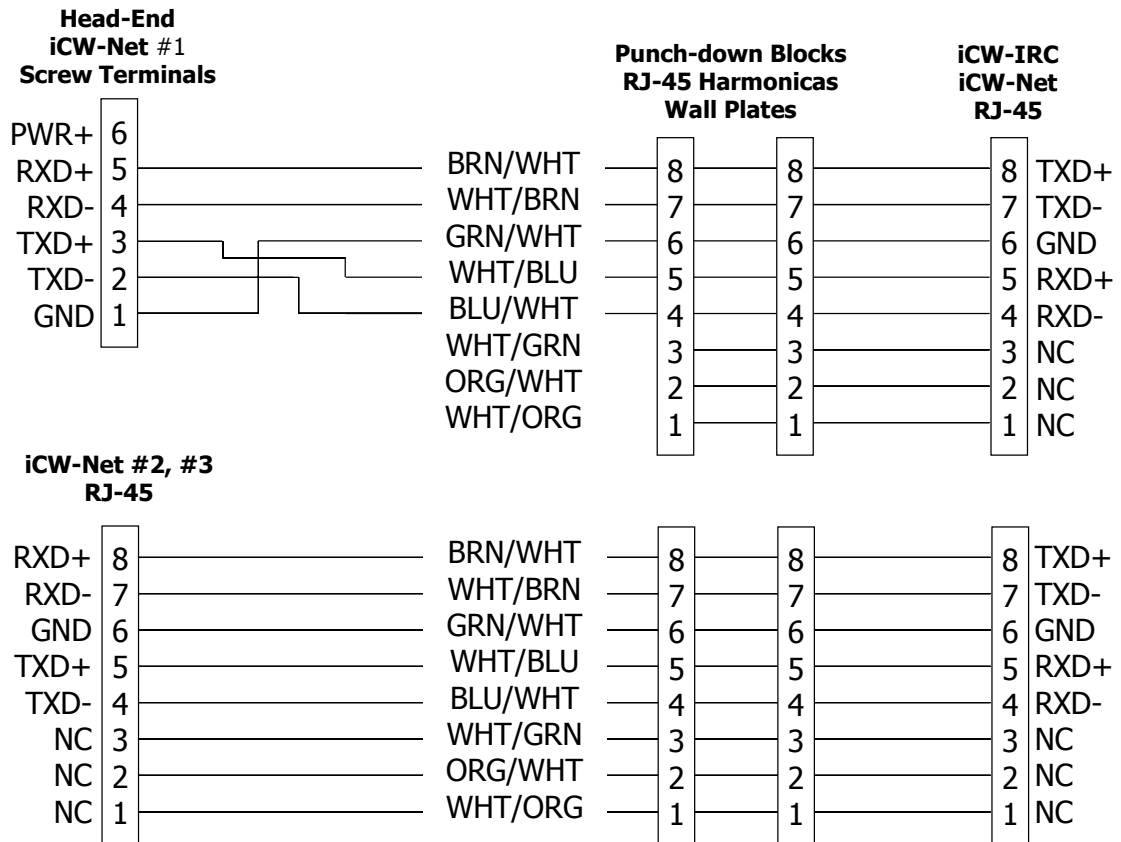 Head-End
iCW-Net #1
Screw Terminals
Punch-down Blocks
RJ-45 Harmonicas
Wall Plates
iCW-IRC
iCW-Net
RJ-45
PWR+ 6
RXD+ 5 BRN/WHT 8 8 8 TXD+
RXD- 4 WHT/BRN 7 7 7 TXD-
TXD+ 3 GRN/WHT 6 6 6 GND
TXD- 2 WHT/BLU 5 5 5 RXD+
GND 1 BLU/WHT 4 4 4 RXD-
WHT/GRN 3 3 3 NC
ORG/WHT 2 2 2 NC
WHT/ORG 1 1 1 NC
iCW-Net #2, #3
RJ-45
RXD+ 8 BRN/WHT 8 8 8 TXD+
RXD- 7 WHT/BRN 7 7 7 TXD-
GND 6 GRN/WHT 6 6 6 GND
TXD+ 5 WHT/BLU 5 5 5 RXD+
TXD- 4 BLU/WHT 4 4 4 RXD-
NC 3 WHT/GRN 3 3 3 NC
NC 2 ORG/WHT 2 2 2 NC
NC 1 WHT/ORG 1 1 1 NC